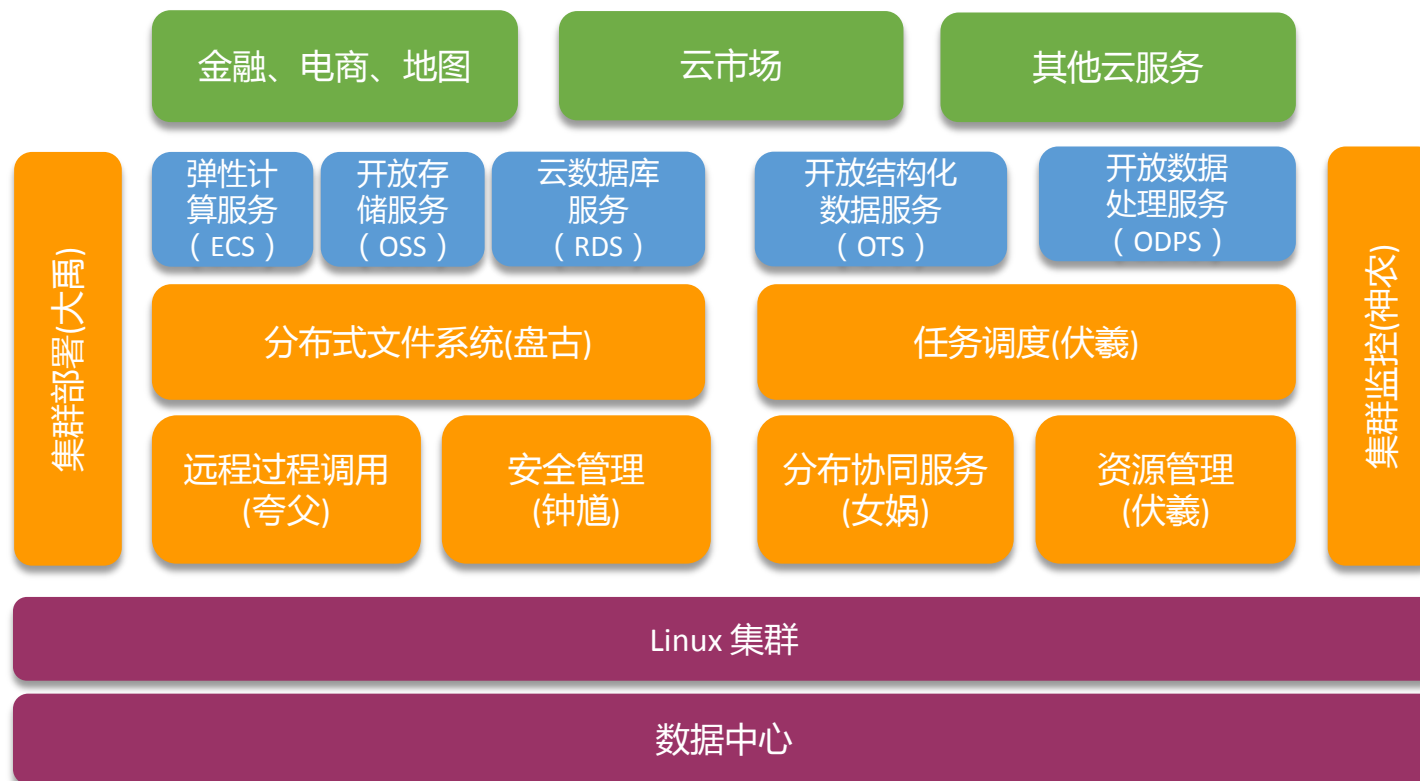 金融、电商、地图
云市场
其他云服务
集群部署(大禹)
弹性计
算服务
（ ECS ）
开放存
储服务
（ OSS ）
云数据库
服务
（ RDS ）
开放结构化
数据服务
（ OTS ）
开放数据
处理服务
（ ODPS ）
集群监控(神农)
分布式文件系统(盘古)
任务调度(伏羲)
远程过程调用
(夸父)
安全管理
(钟馗)
分布协同服务
(女娲)
资源管理
(伏羲)
Linux 集群
数据中心